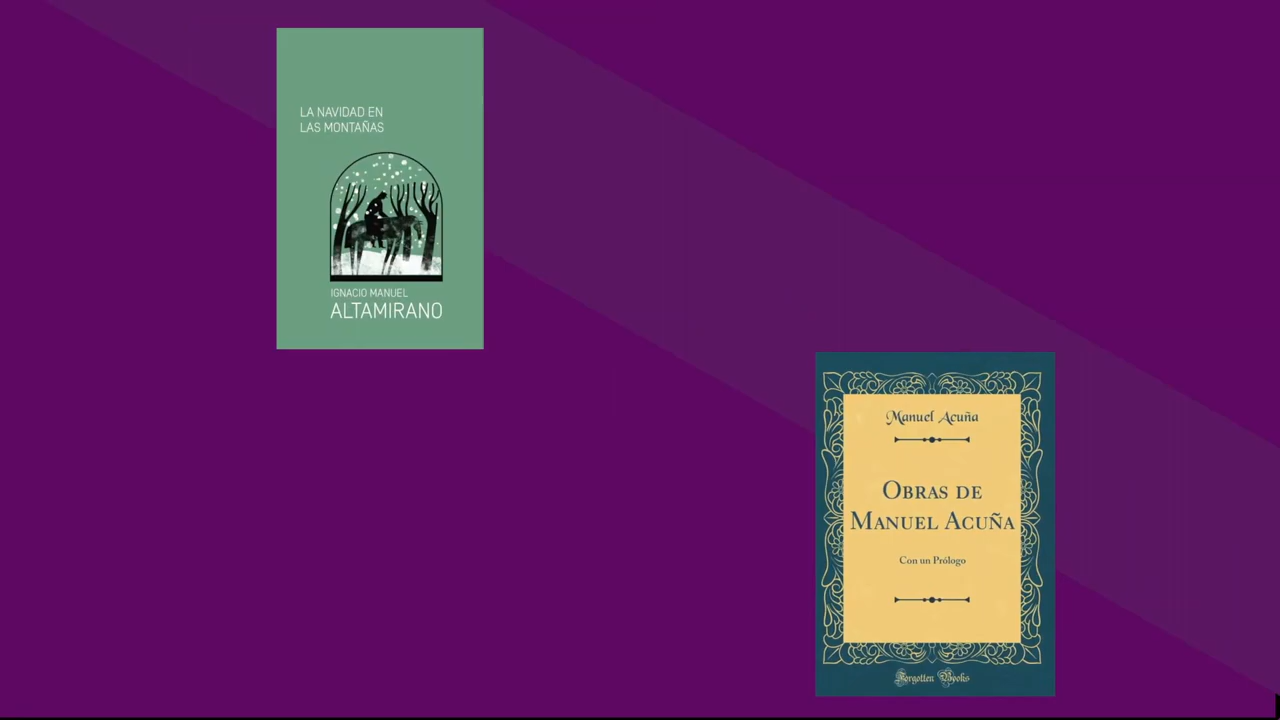 LA NAVIDAD EN
LAS MONTAÑAS
IGNACIO MANUEL
ALTAMIRANO
Manuel Acuña
OBRAS DE
MANUEL ACUÑA
Con un Prólogo
Forgotten Books